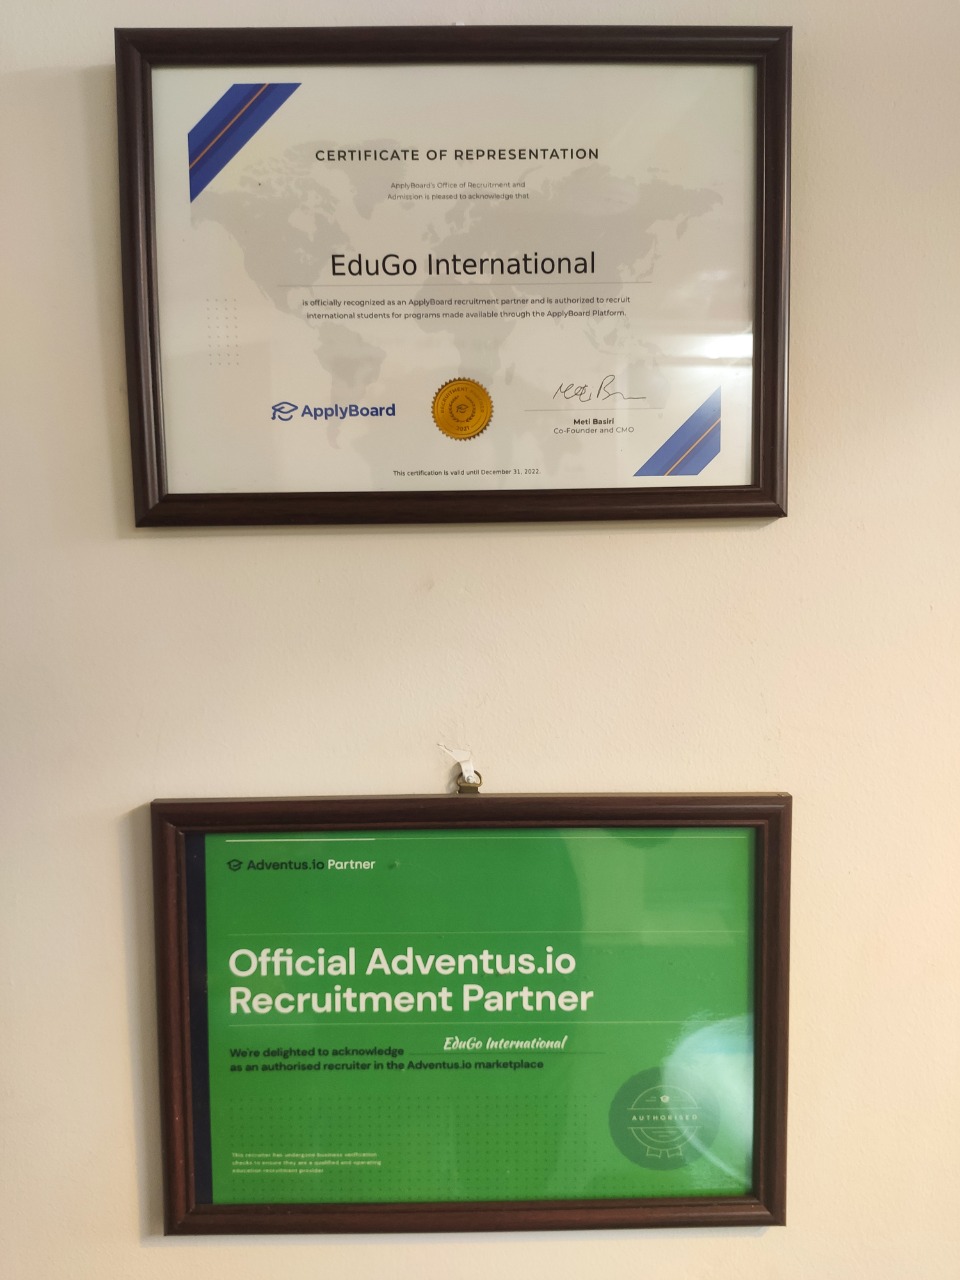 CERTIFICATE OF REPRESENTATION
ApplyBoard's Office of Recruitment and
Admission is pleased to acknowledge that
EduGo International
is officially recognized as an ApplyBoard recruitment partner and is authorized to recruit
international students for programs made available through the ApplyBoard Platform.
ApplyBoard
2021
Meti Basiri
Co-Founder and CMO
This certification is valid until December 31, 2022.
Adventus.io Partner
Official Adventus.io
Recruitment Partner
EduGo International
We're delighted to acknowledge
as an authorised recruiter in the Adventus.io marketplace
AUTHORISED
This recruiter has undergone business verification
checks to ensure they are a qualified and operating
education recruitment provider